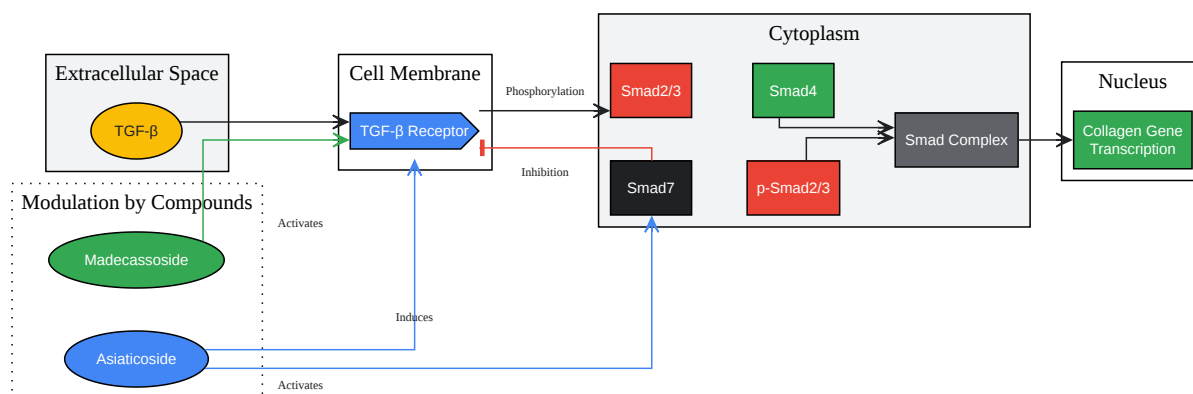 Extracellular Space
TGF-β
Cell Membrane
TGF-β Receptor
Phosphorylation
Inhibition
Cytoplasm
Smad2/3
Smad4
Smad7
p-Smad2/3
Smad Complex
Nucleus
Collagen Gene
Transcription
Modulation by Compounds
Madecassoside
Activates
Asiaticoside
Induces
Activates